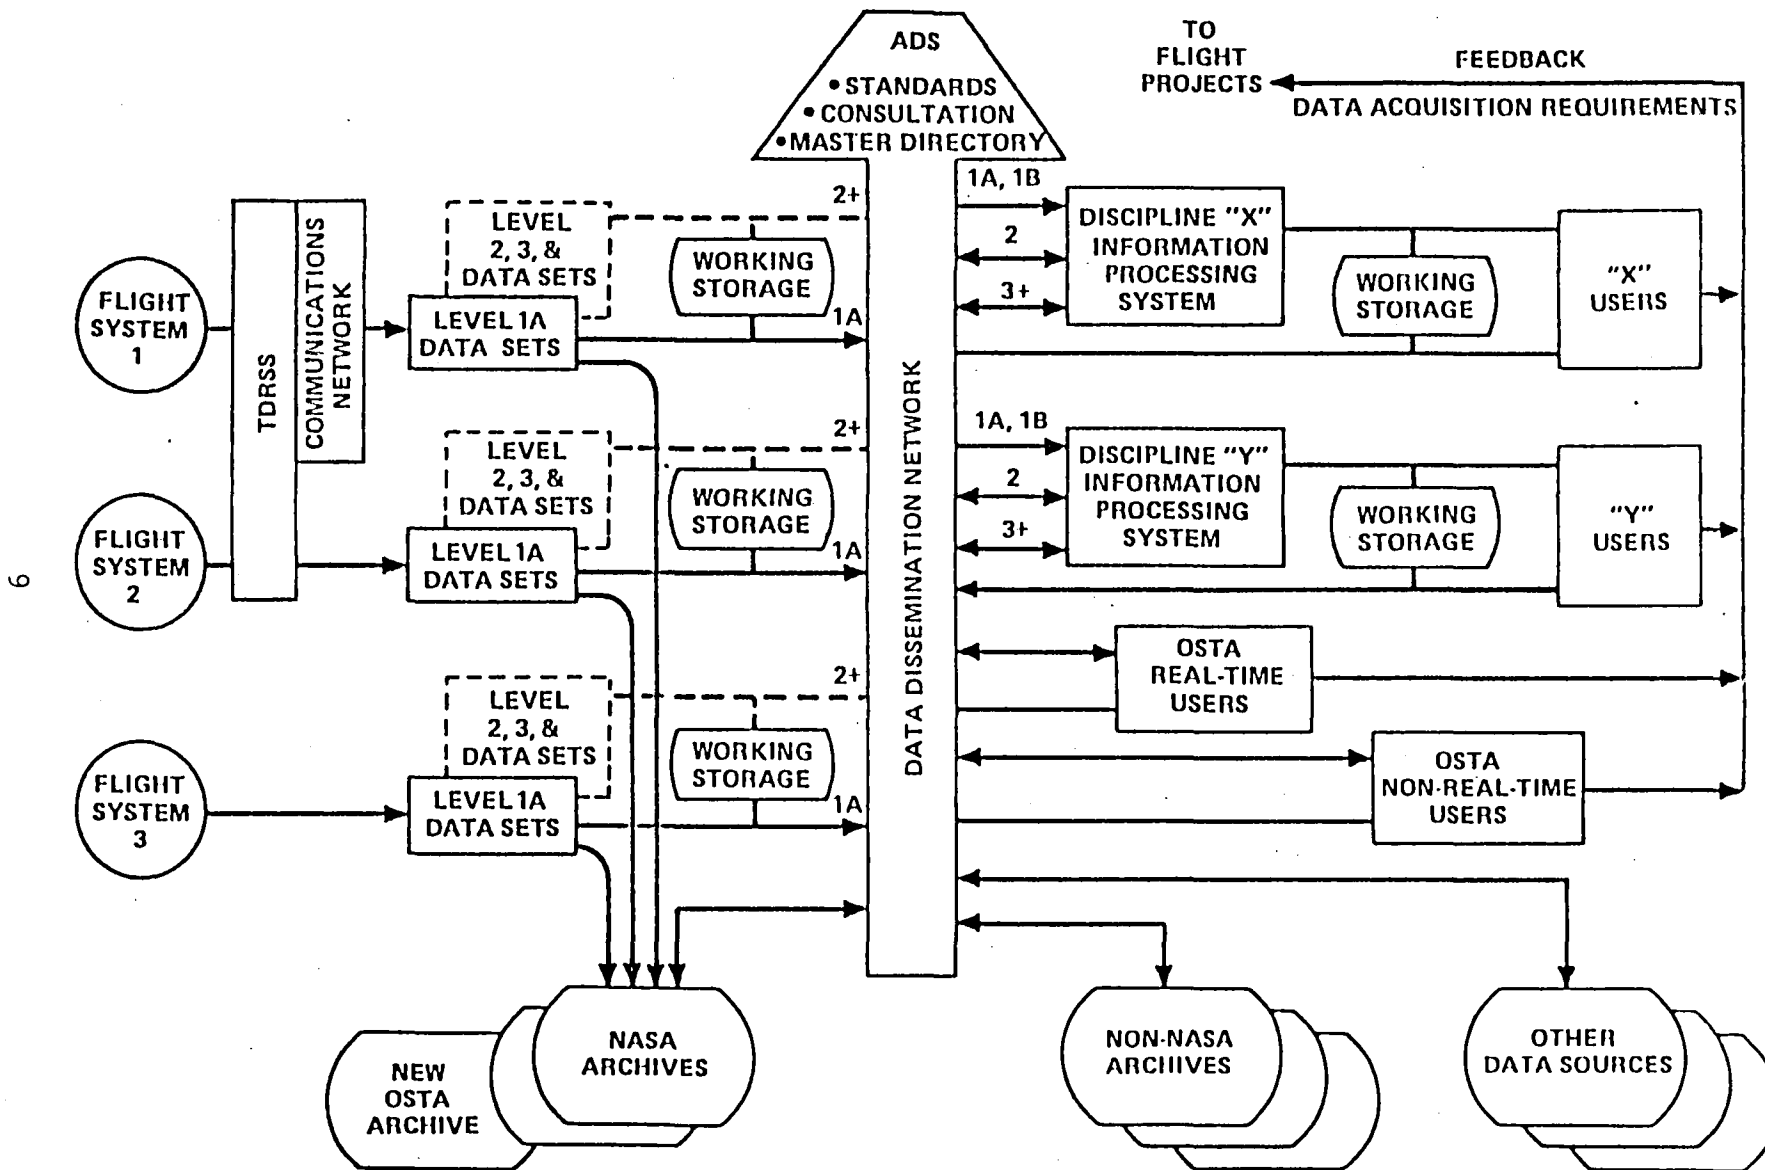 ADS
• STANDARDS
• CONSULTATION
• MASTER DIRECTORY
TO
FLIGHT
PROJECTS
FEEDBACK
DATA ACQUISITION REQUIREMENTS
FLIGHT
SYSTEM
1
FLIGHT
SYSTEM
2
FLIGHT
SYSTEM
3
TDRSS
COMMUNICATIONS
NETWORK
LEVEL
2, 3, &
DATA SETS
LEVEL 1A
DATA SETS
WORKING
STORAGE
2+
1A
LEVEL
2, 3, &
DATA SETS
LEVEL 1A
DATA SETS
WORKING
STORAGE
2+
1A
LEVEL
2, 3, &
DATA SETS
LEVEL 1A
DATA SETS
WORKING
STORAGE
2+
1A
DATA DISSEMINATION NETWORK
1A, 1B
2
3+
DISCIPLINE "X"
INFORMATION
PROCESSING
SYSTEM
WORKING
STORAGE
"X"
USERS
1A, 1B
2
3+
DISCIPLINE "Y"
INFORMATION
PROCESSING
SYSTEM
WORKING
STORAGE
"Y"
USERS
OSTA
REAL-TIME
USERS
OSTA
NON-REAL-TIME
USERS
NEW
OSTA
ARCHIVE
NASA
ARCHIVES
NON-NASA
ARCHIVES
OTHER
DATA SOURCES
9